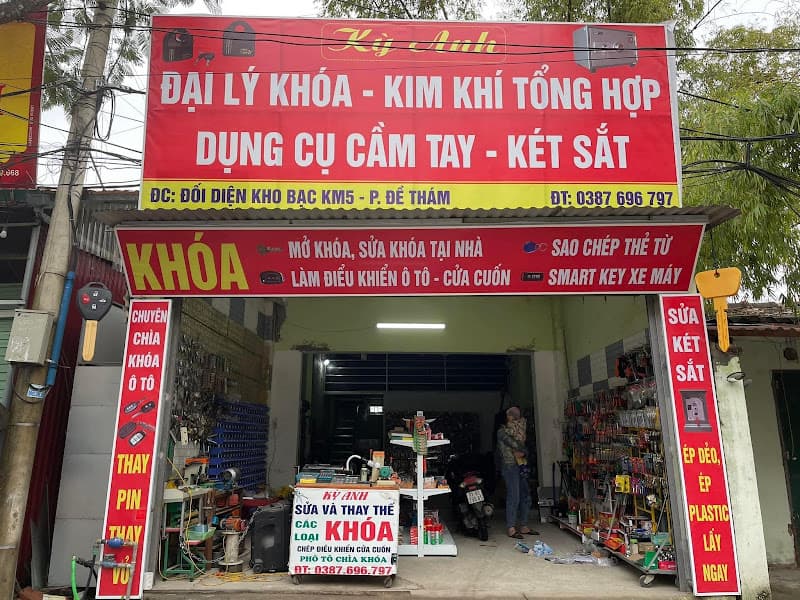 Kỳ Anh
ĐẠI LÝ KHÓA - KIM KHÍ TỔNG HỢP
DỤNG CỤ CẦM TAY - KÉT SẮT
ĐC: ĐỐI DIỆN KHO BẠC KM5 - P. ĐỀ THÁM
ĐT: 0387 696 797
KHÓA
MỞ KHÓA, SỬA KHÓA TẠI NHÀ
LÀM ĐIỀU KHIỂN Ô TÔ - CỬA CUỐN
SAO CHÉP THẺ TỪ
SMART KEY XE MÁY
CHUYÊN
CHÌA
KHÓA
Ô TÔ
THAY
PIN
THAY
VỎ
KỲ ANH
SỬA VÀ THAY THẾ
CÁC
LOẠI
KHÓA
CHÉP ĐIỀU KHIỂN CỬA CUỐN
PHÔ TÔ CHÌA KHÓA
ĐT: 0387.696.797
SỬA
KÉT
SẮT
ÉP DẺO,
ÉP
PLASTIC
LẤY
NGAY